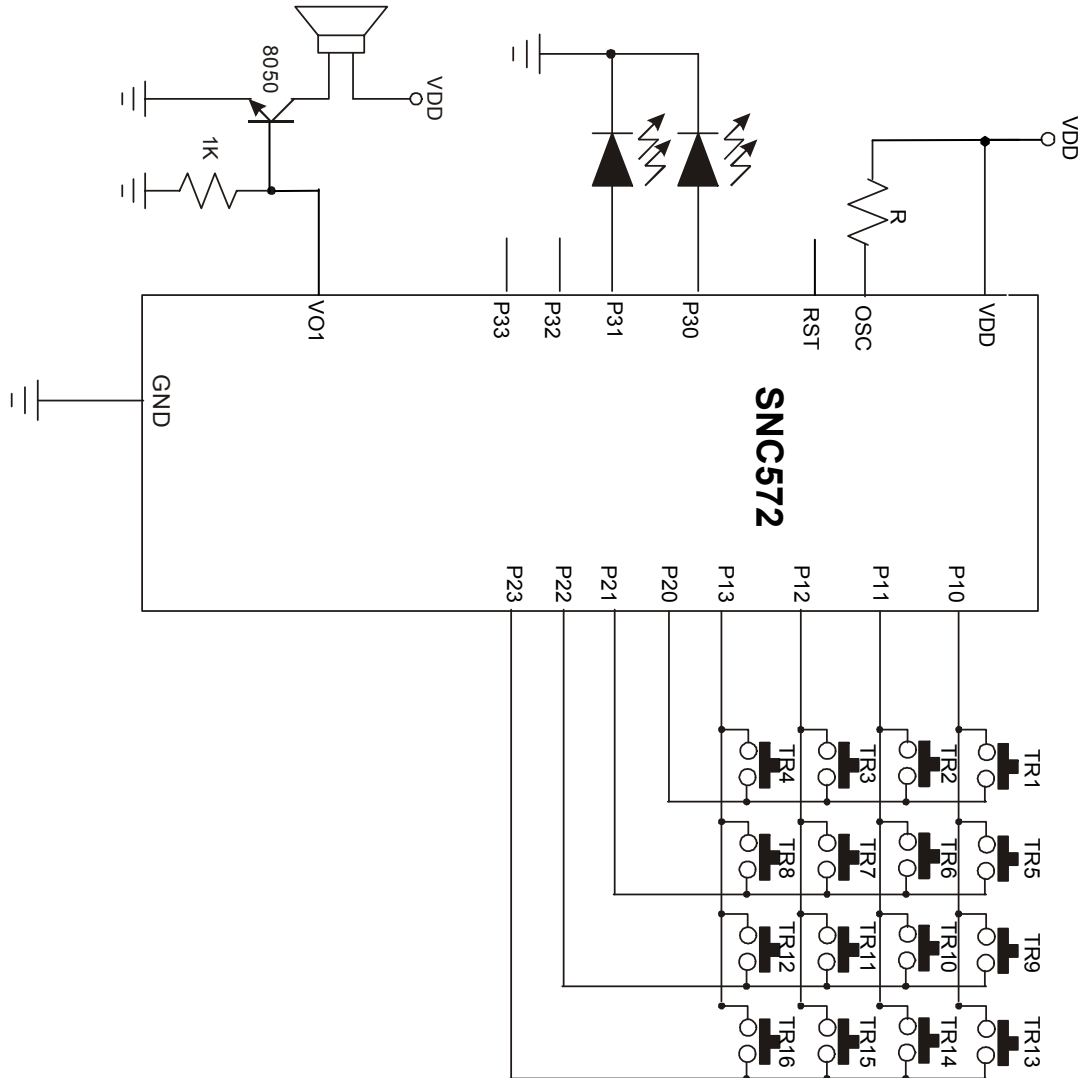 VDD
8050
1K
VDD
R
VO1
P33
P32
P31
P30
RST
OSC
VDD
GND
SNC572
P23
P22
P21
P20
P13
P12
P11
P10
TR4
TR3
TR2
TR1
TR8
TR7
TR6
TR5
TR12
TR11
TR10
TR9
TR16
TR15
TR14
TR13